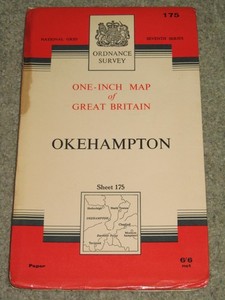 175
NATIONAL GRID SEVENTH SERIES
ORDNANCE
SURVEY
ONE-INCH MAP
of
GREAT BRITAIN
OKEHAMPTON
Sheet 175
OKEHAMPTON
Paper 6/6
net